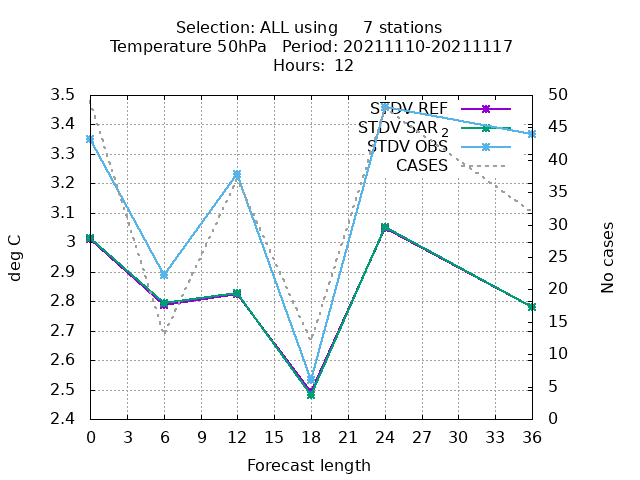 Selection: ALL using 7 stations
Temperature 50hPa Period: 20211110-20211117
Hours: 12
3.5
3.4
3.3
3.2
3.1
3
2.9
2.8
2.7
2.6
2.5
2.4
deg C
STDV REF
STDV SAR 2
STDV OBS
CASES
50
45
40
35
30
25
20
15
10
5
0
No cases
0 3 6 9 12 15 18 21 24 27 30 33 36
Forecast length